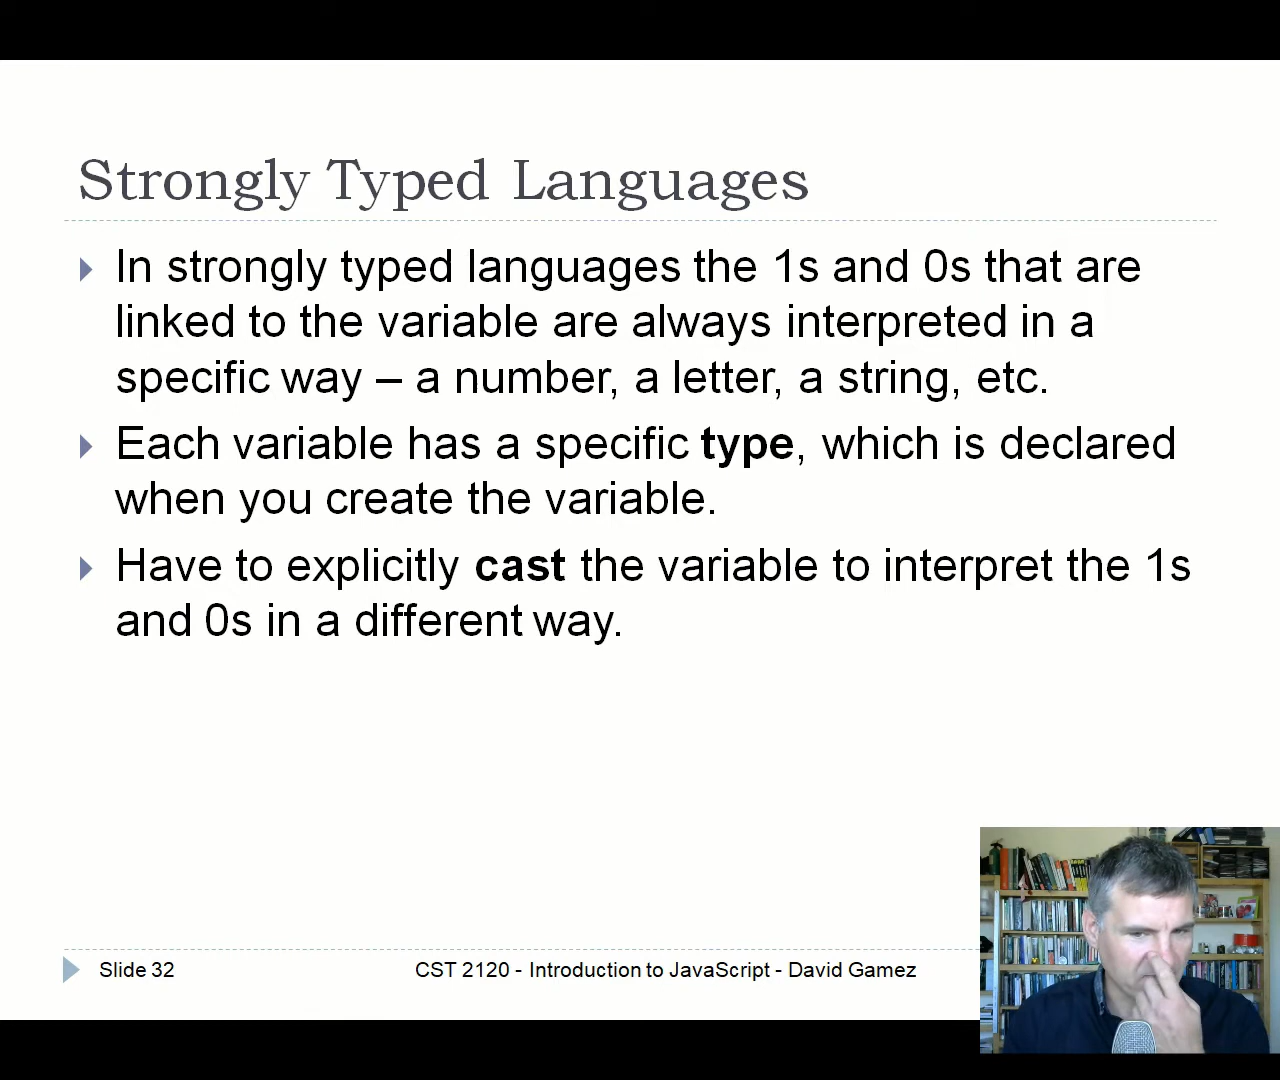 Strongly Typed Languages
In strongly typed languages the 1s and 0s that are
linked to the variable are always interpreted in a
specific way – a number, a letter, a string, etc.
Each variable has a specific type, which is declared
when you create the variable.
Have to explicitly cast the variable to interpret the 1s
and 0s in a different way.
Slide 32
CST 2120 - Introduction to JavaScript - David Gamez